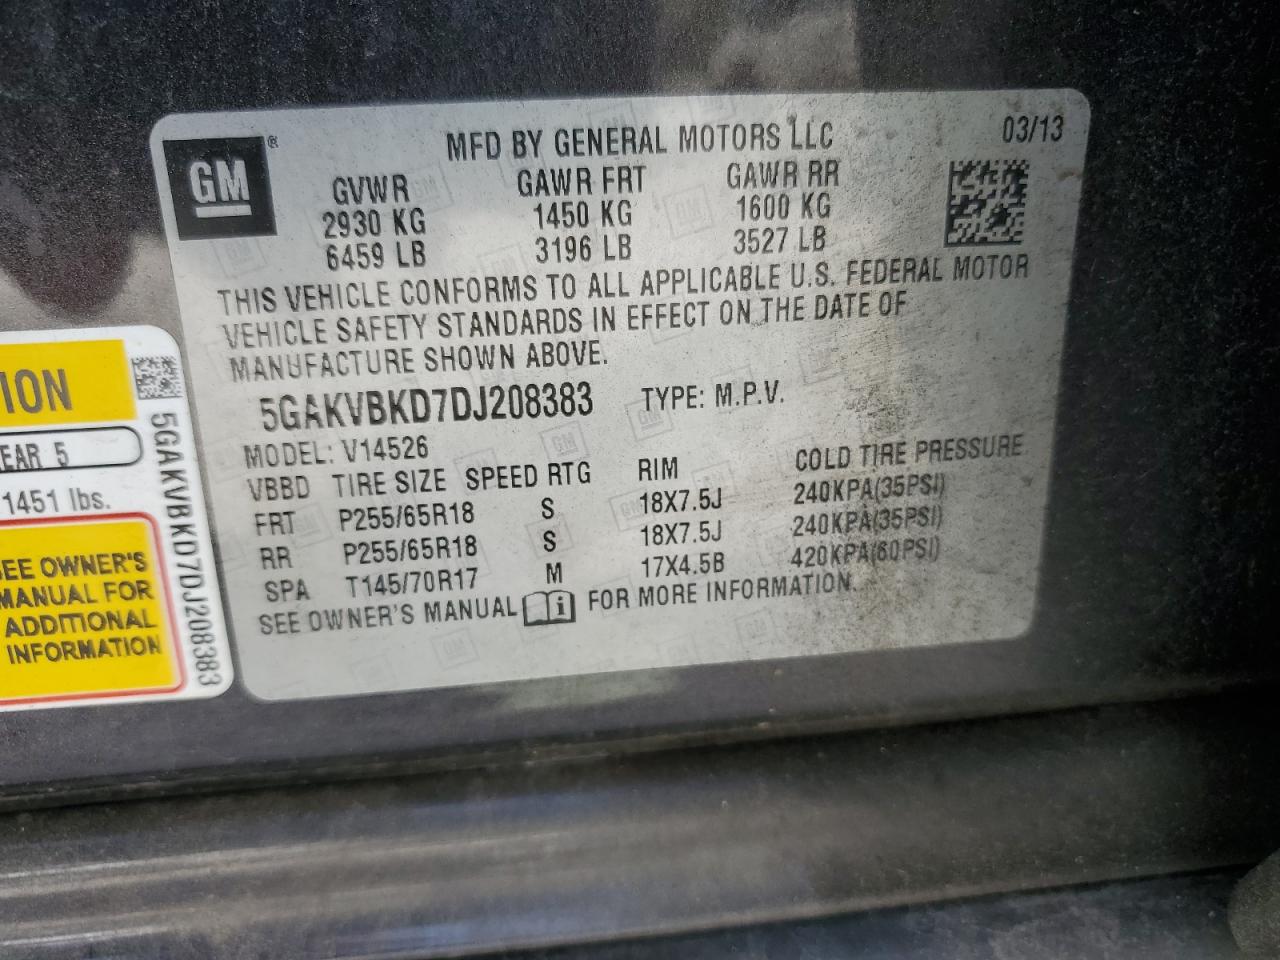 GM ®
MFD BY GENERAL MOTORS LLC 03/13
GVWR GAWR FRT GAWR RR
2930 KG 1450 KG 1600 KG
6459 LB 3196 LB 3527 LB
THIS VEHICLE CONFORMS TO ALL APPLICABLE U.S. FEDERAL MOTOR
VEHICLE SAFETY STANDARDS IN EFFECT ON THE DATE OF
MANUFACTURE SHOWN ABOVE.
5GAKVBKD7DJ208383 TYPE: M.P.V.
MODEL: V14526
VBBD TIRE SIZE SPEED RTG RIM COLD TIRE PRESSURE
FRT P255/65R18 S 18X7.5J 240KPA(35PSI)
RR P255/65R18 S 18X7.5J 240KPA(35PSI)
SPA T145/70R17 M 17X4.5B 420KPA(60PSI)
SEE OWNER'S MANUAL i FOR MORE INFORMATION.
ION
EAR 5
1451 lbs.
SEE OWNER'S
MANUAL FOR
ADDITIONAL
INFORMATION
5GAKVBKD7DJ208383